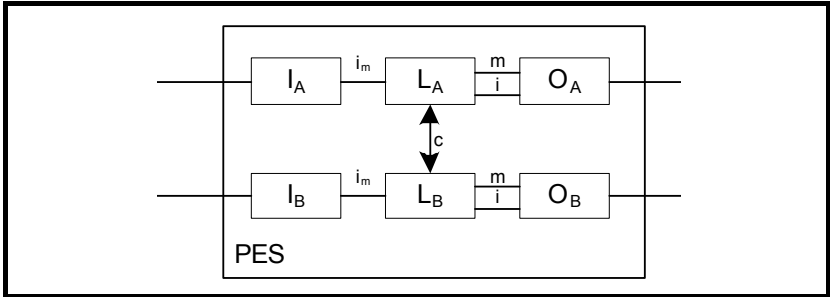 i_m m
I_A L_A i O_A
c
i_m m
I_B L_B i O_B
PES